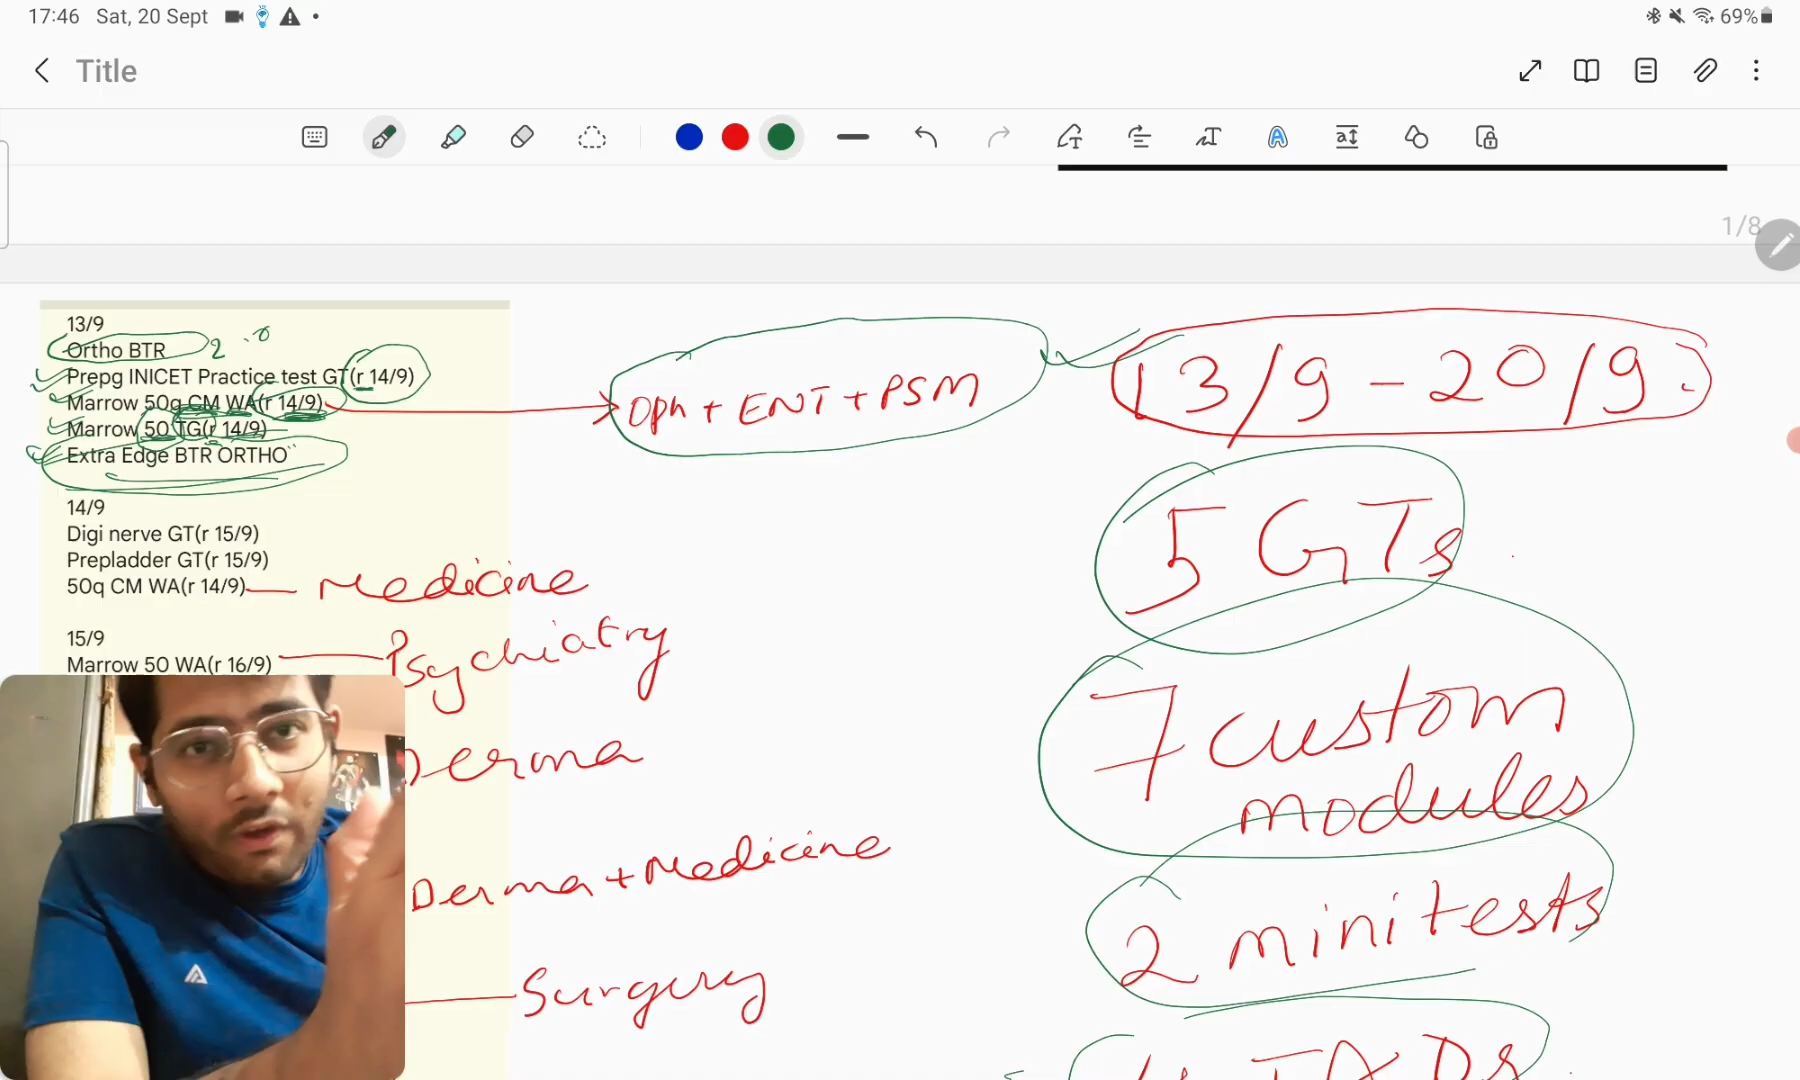 17:46 Sat, 20 Sept
69%
Title
1/8
13/9
Ortho BTR 2.0
Prepg INICET Practice test GT(r 14/9)
Marrow 50q CM WA(r 14/9)
Marrow 50 TG(r 14/9)
Extra Edge BTR ORTHO
14/9
Digi nerve GT(r 15/9)
Prepladder GT(r 15/9)
50q CM WA(r 14/9)
15/9
Marrow 50 WA(r 16/9)
Oph + ENT + PSM
Medicine
Psychiatry
Derma
Derma + Medicine
Surgery
13/9 - 20/9
5 GTs
7 custom
modules
2 minitests